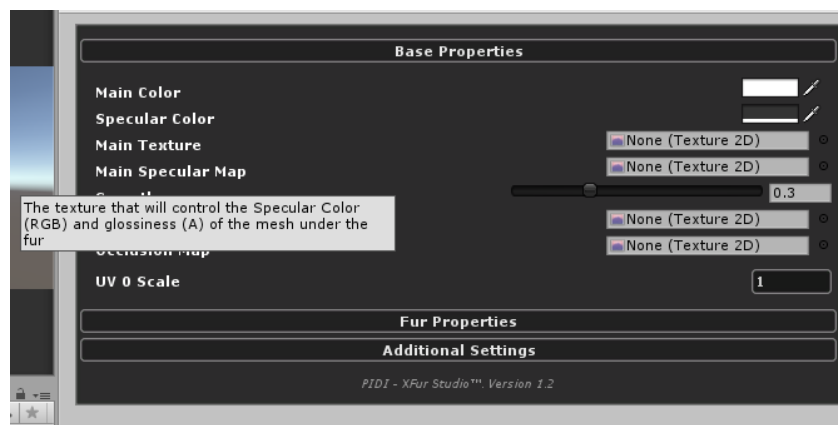 Base Properties
Main Color
Specular Color
Main Texture
None (Texture 2D)
Main Specular Map
None (Texture 2D)
0.3
The texture that will control the Specular Color
(RGB) and glossiness (A) of the mesh under the
fur
None (Texture 2D)
Occlusion Map
None (Texture 2D)
UV 0 Scale
1
Fur Properties
Additional Settings
PIDI - XFur Studio™. Version 1.2